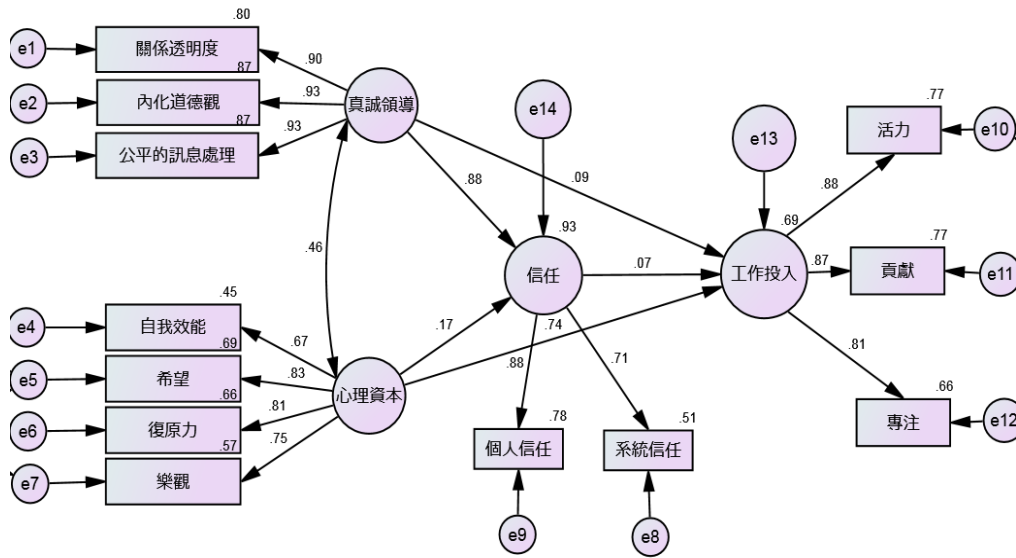 .80
e1
關係透明度
.90
.87
e2
內化道德觀
.93
.87
e3
公平的訊息處理
.93
真誠領導
e14
e13
.77
活力
e10
.88
.09
.88
.46
.93
信任
.07
.69
工作投入
.87
.77
貢獻
e11
.45
e4
自我效能
.67
.69
e5
希望
.83
.66
e6
復原力
.81
.57
e7
樂觀
.75
心理資本
.17
.74
.88
.71
.81
.66
專注
e12
.78
個人信任
.51
系統信任
e9
e8